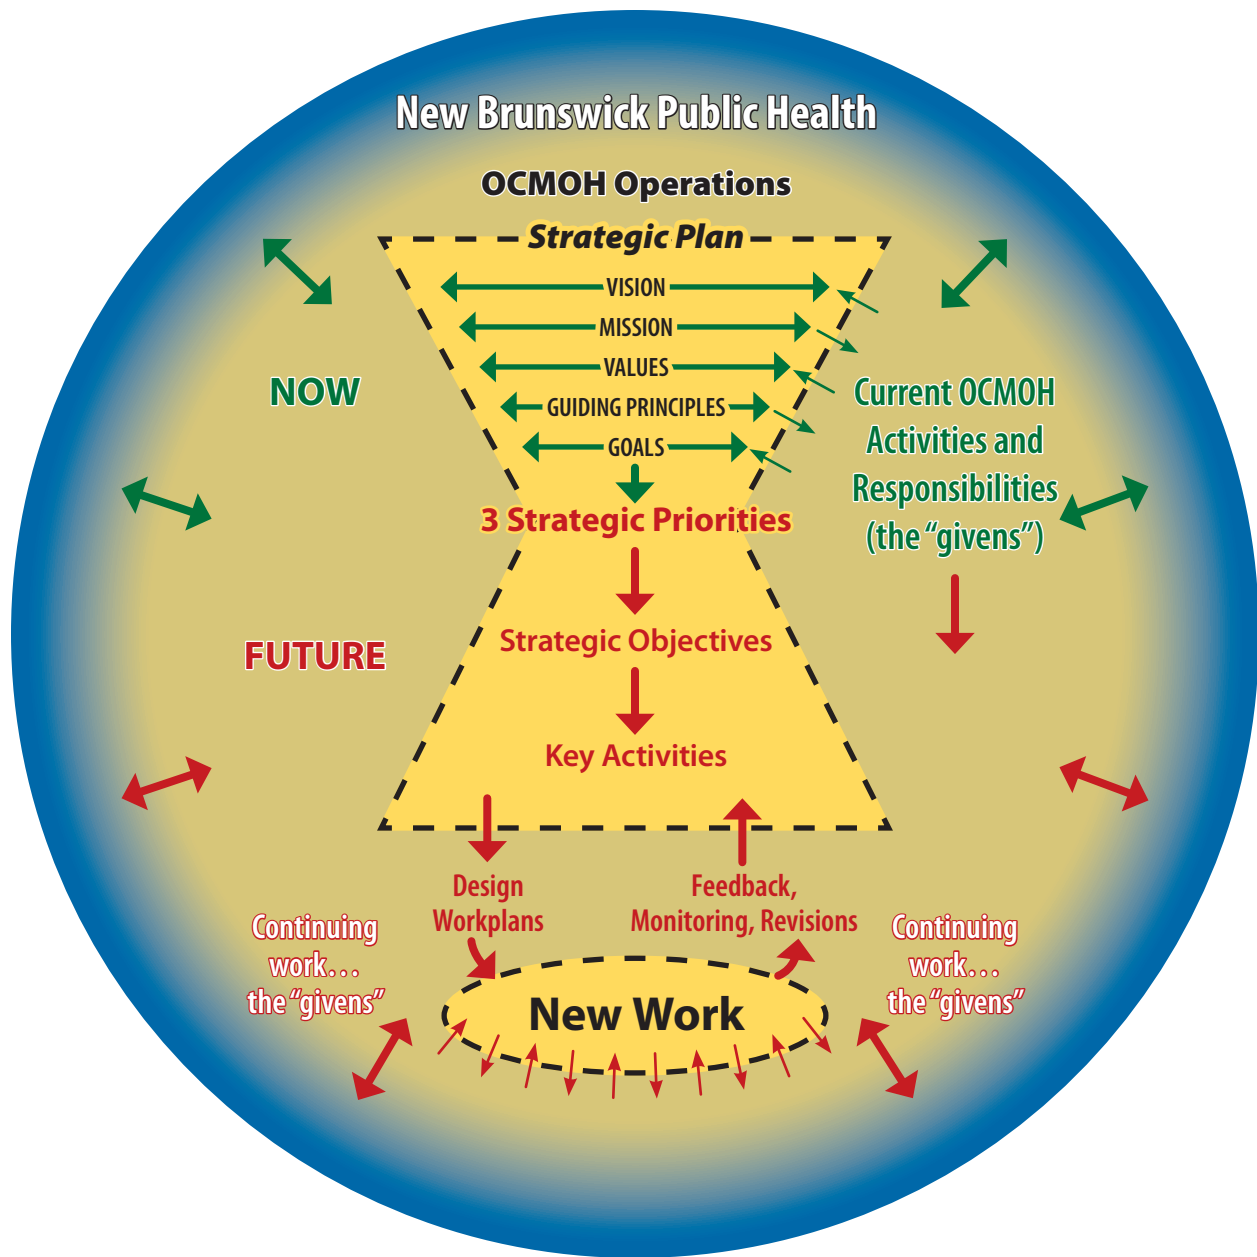 New Brunswick Public Health
OCMOH Operations
Strategic Plan
VISION
MISSION
VALUES
GUIDING PRINCIPLES
GOALS
NOW
Current OCMOH
Activities and
Responsibilities
(the “givens”)
3 Strategic Priorities
Strategic Objectives
FUTURE
Key Activities
Design
Workplans
Feedback,
Monitoring, Revisions
Continuing
work…
the “givens”
Continuing
work…
the “givens”
New Work